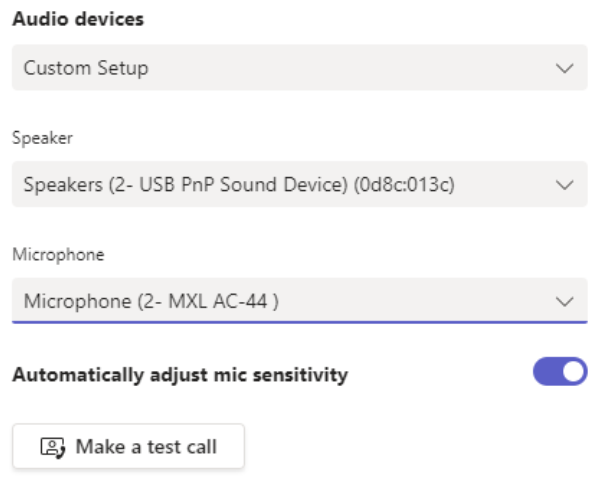 Audio devices
Custom Setup
Speaker
Speakers (2- USB PnP Sound Device) (0d8c:013c)
Microphone
Microphone (2- MXL AC-44 )
Automatically adjust mic sensitivity
Make a test call